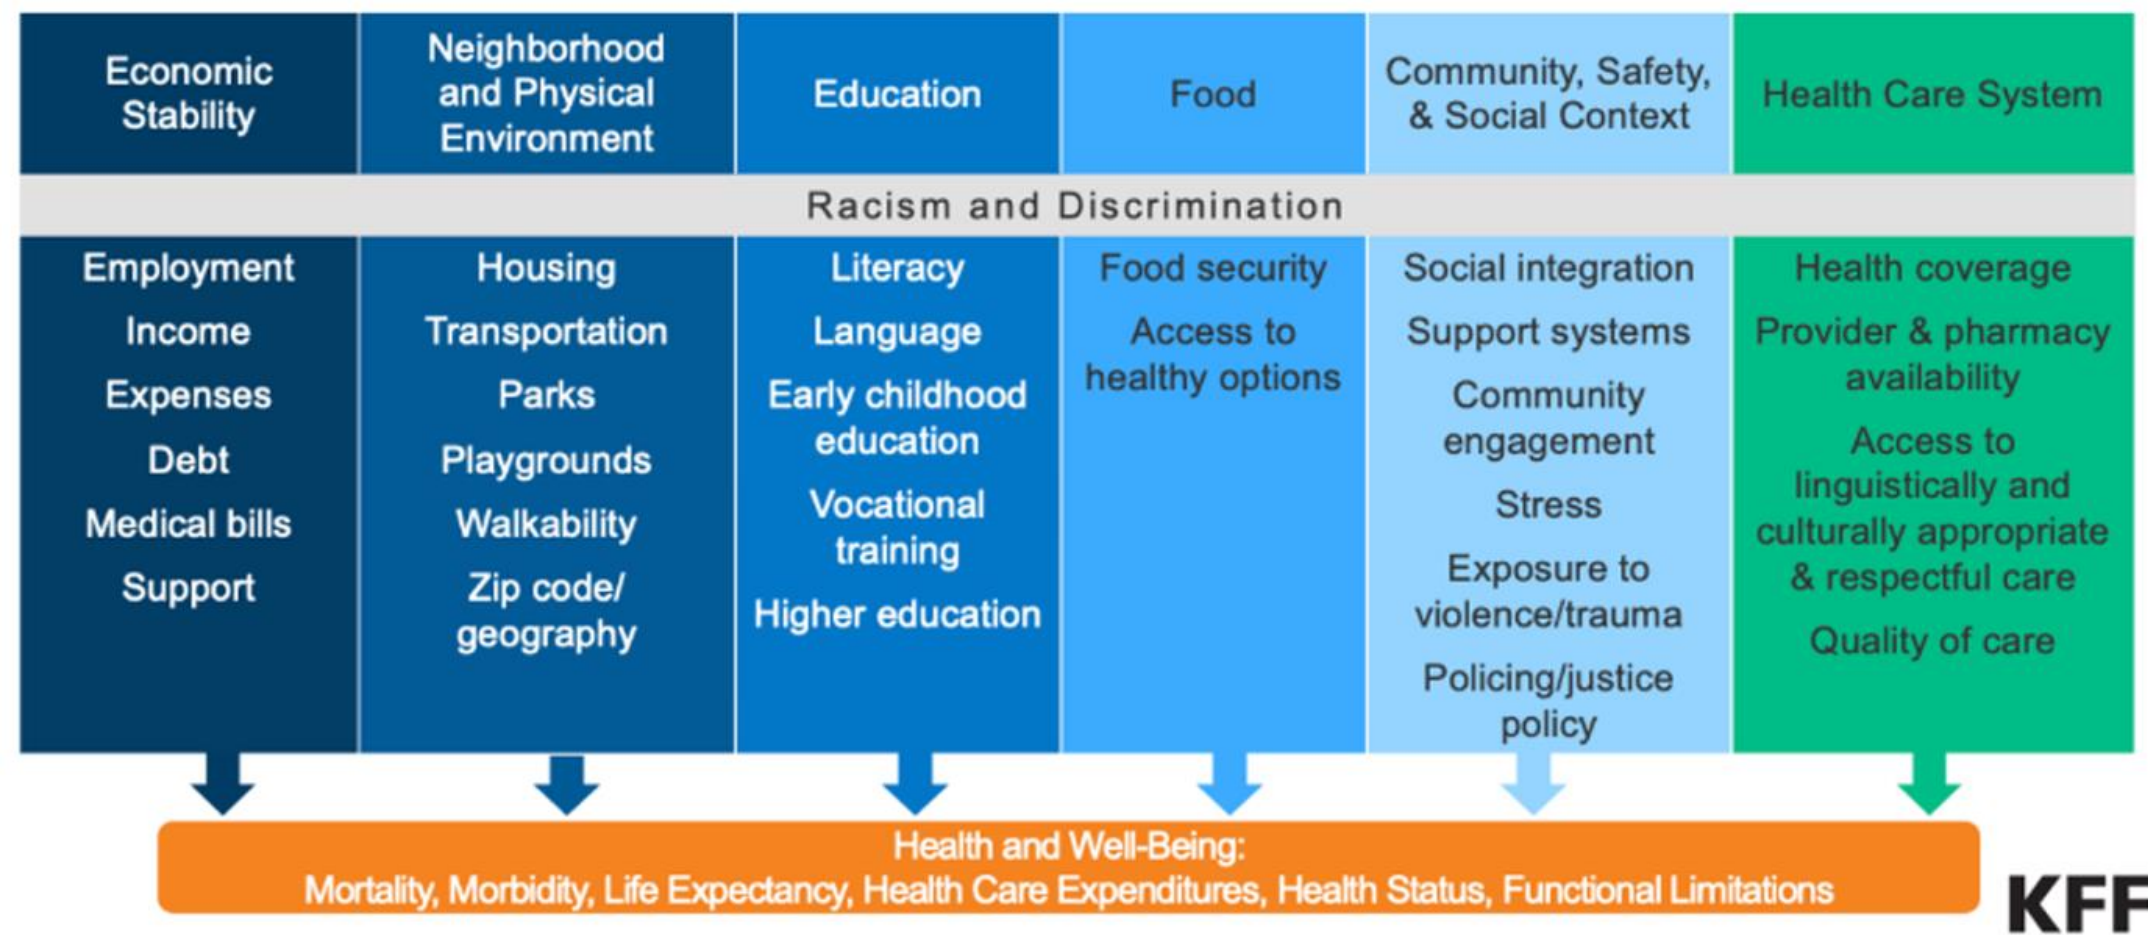 Economic
Stability
Neighborhood
and Physical
Environment
Education
Food
Community, Safety,
& Social Context
Health Care System
Racism and Discrimination
Employment
Income
Expenses
Debt
Medical bills
Support
Housing
Transportation
Parks
Playgrounds
Walkability
Zip code/
geography
Literacy
Language
Early childhood
education
Vocational
training
Higher education
Food security
Access to
healthy options
Social integration
Support systems
Community
engagement
Stress
Exposure to
violence/trauma
Policing/justice
policy
Health coverage
Provider & pharmacy
availability
Access to
linguistically and
culturally appropriate
& respectful care
Quality of care
Health and Well-Being:
Mortality, Morbidity, Life Expectancy, Health Care Expenditures, Health Status, Functional Limitations
KFF